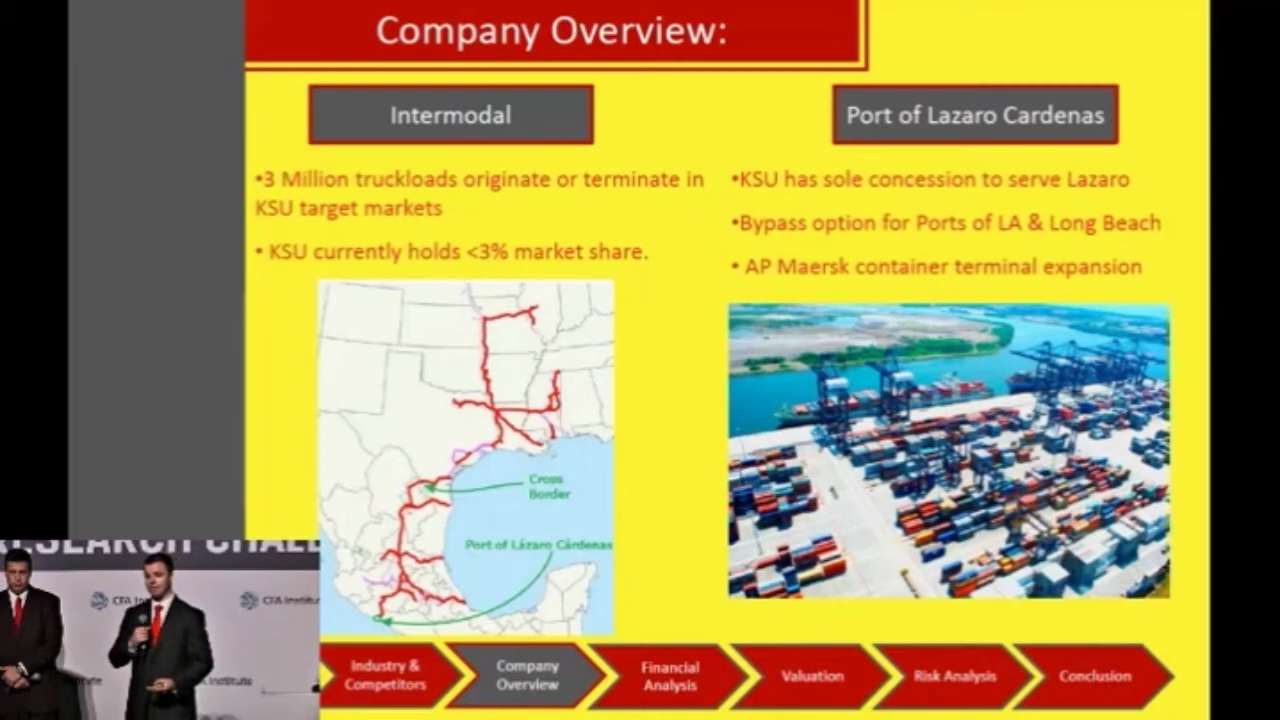 Company Overview:
Intermodal
Port of Lazaro Cardenas
•3 Million truckloads originate or terminate in
KSU target markets
• KSU currently holds <3% market share.
•KSU has sole concession to serve Lazaro
•Bypass option for Ports of LA & Long Beach
• AP Maersk container terminal expansion
Cross
Border
Port of Lázaro Cárdenas
RESEARCH CHALL
CFA Institute
Institute
Industry &
Competitors
Company
Overview
Financial
Analysis
Valuation
Risk Analysis
Conclusion